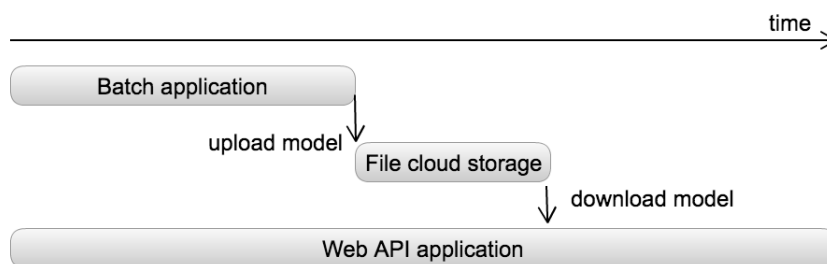 time
Batch application
upload model
File cloud storage
download model
Web API application